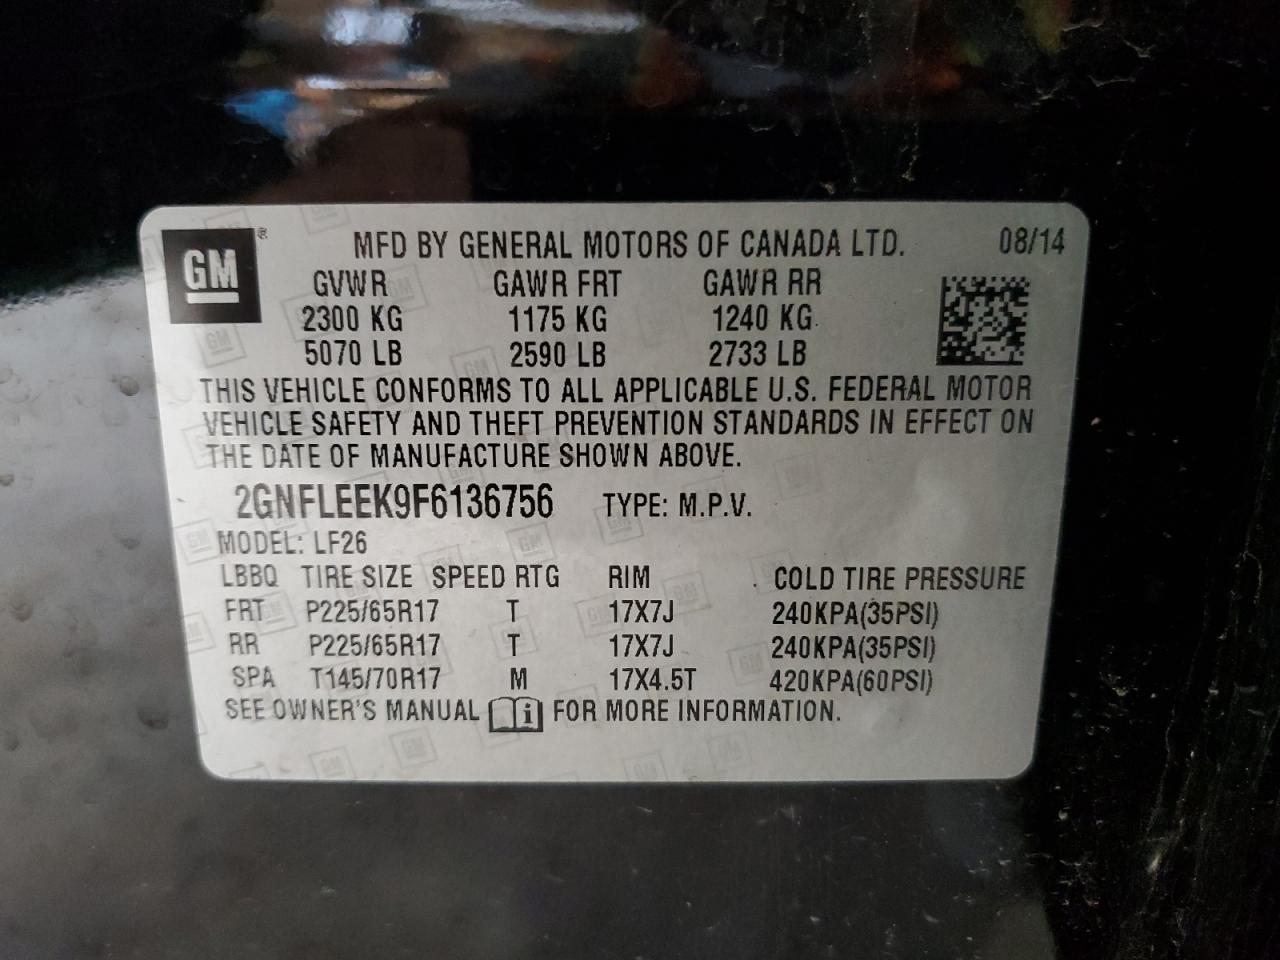 GM®
MFD BY GENERAL MOTORS OF CANADA LTD. 08/14
GVWR GAWR FRT GAWR RR
2300 KG 1175 KG 1240 KG
5070 LB 2590 LB 2733 LB
THIS VEHICLE CONFORMS TO ALL APPLICABLE U.S. FEDERAL MOTOR
VEHICLE SAFETY AND THEFT PREVENTION STANDARDS IN EFFECT ON
THE DATE OF MANUFACTURE SHOWN ABOVE.
2GNFLEEK9F6136756 TYPE: M.P.V.
MODEL: LF26
LBBQ TIRE SIZE SPEED RTG RIM COLD TIRE PRESSURE
FRT P225/65R17 T 17X7J 240KPA(35PSI)
RR P225/65R17 T 17X7J 240KPA(35PSI)
SPA T145/70R17 M 17X4.5T 420KPA(60PSI)
SEE OWNER'S MANUAL i FOR MORE INFORMATION.